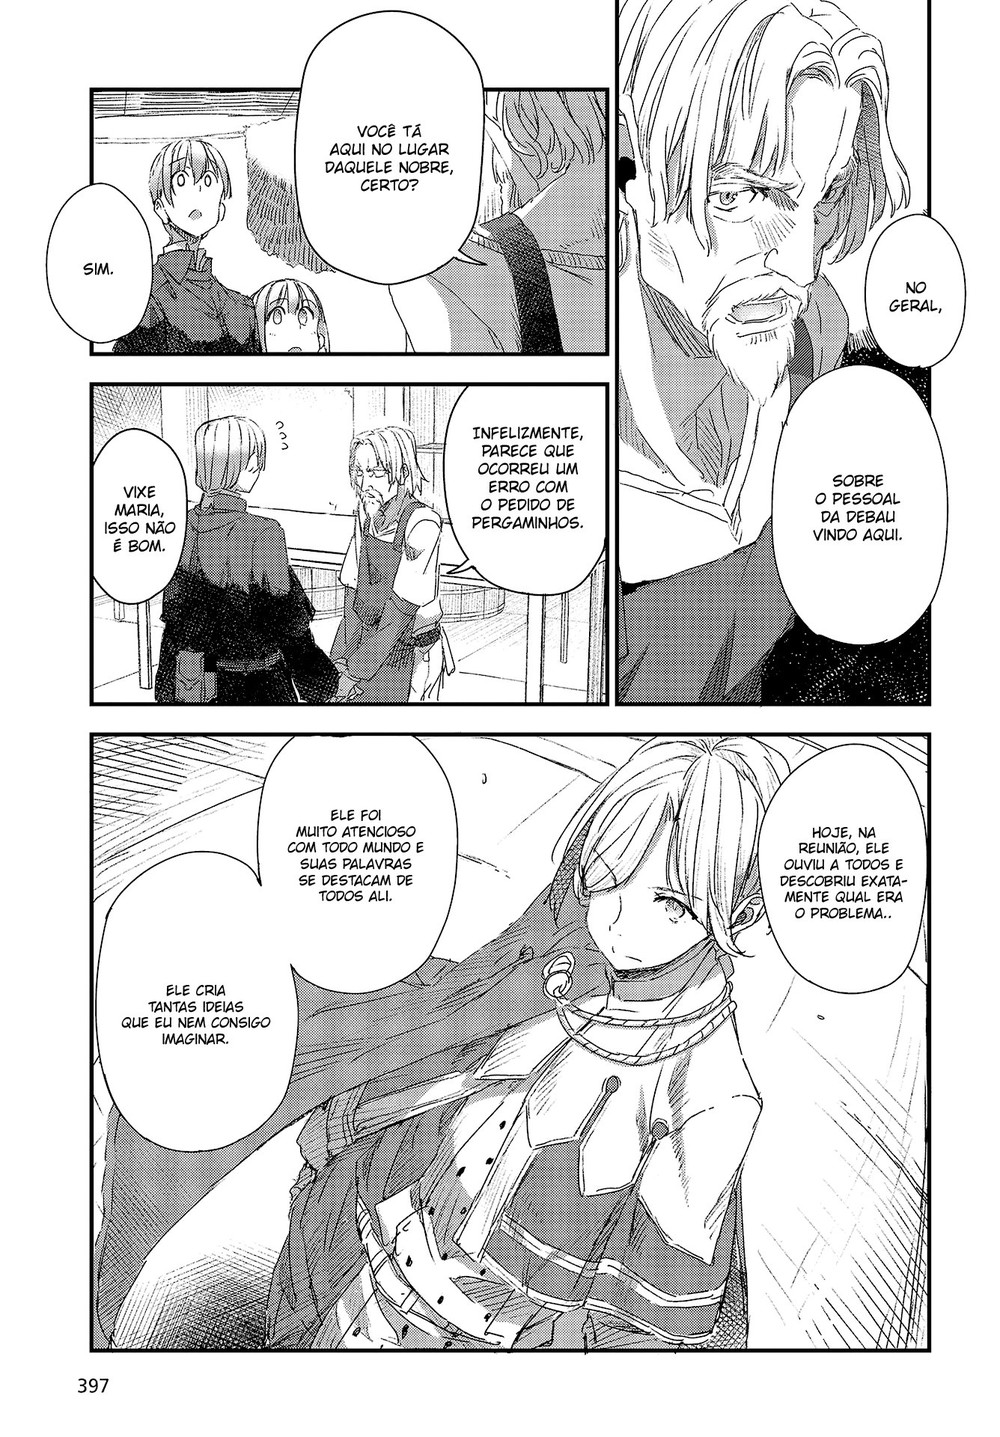 NO
GERAL,
SOBRE
O PESSOAL
DA DEBAU
VINDO AQUI.
VOCÊ TÁ
AQUI NO LUGAR
DAQUELE NOBRE,
CERTO?
SIM.
INFELIZMENTE,
PARECE QUE
OCORREU UM
ERRO COM
O PEDIDO DE
PERGAMINHOS.
VIXE
MARIA,
ISSO NÃO
É BOM.
HOJE, NA
REUNIÃO, ELE
OUVIU A TODOS E
DESCOBRIU EXATA-
MENTE QUAL ERA
O PROBLEMA..
ELE FOI
MUITO ATENCIOSO
COM TODO MUNDO E
SUAS PALAVRAS
SE DESTACAM DE
TODOS ALI.
ELE CRIA
TANTAS IDEIAS
QUE EU NEM CONSIGO
IMAGINAR.
397